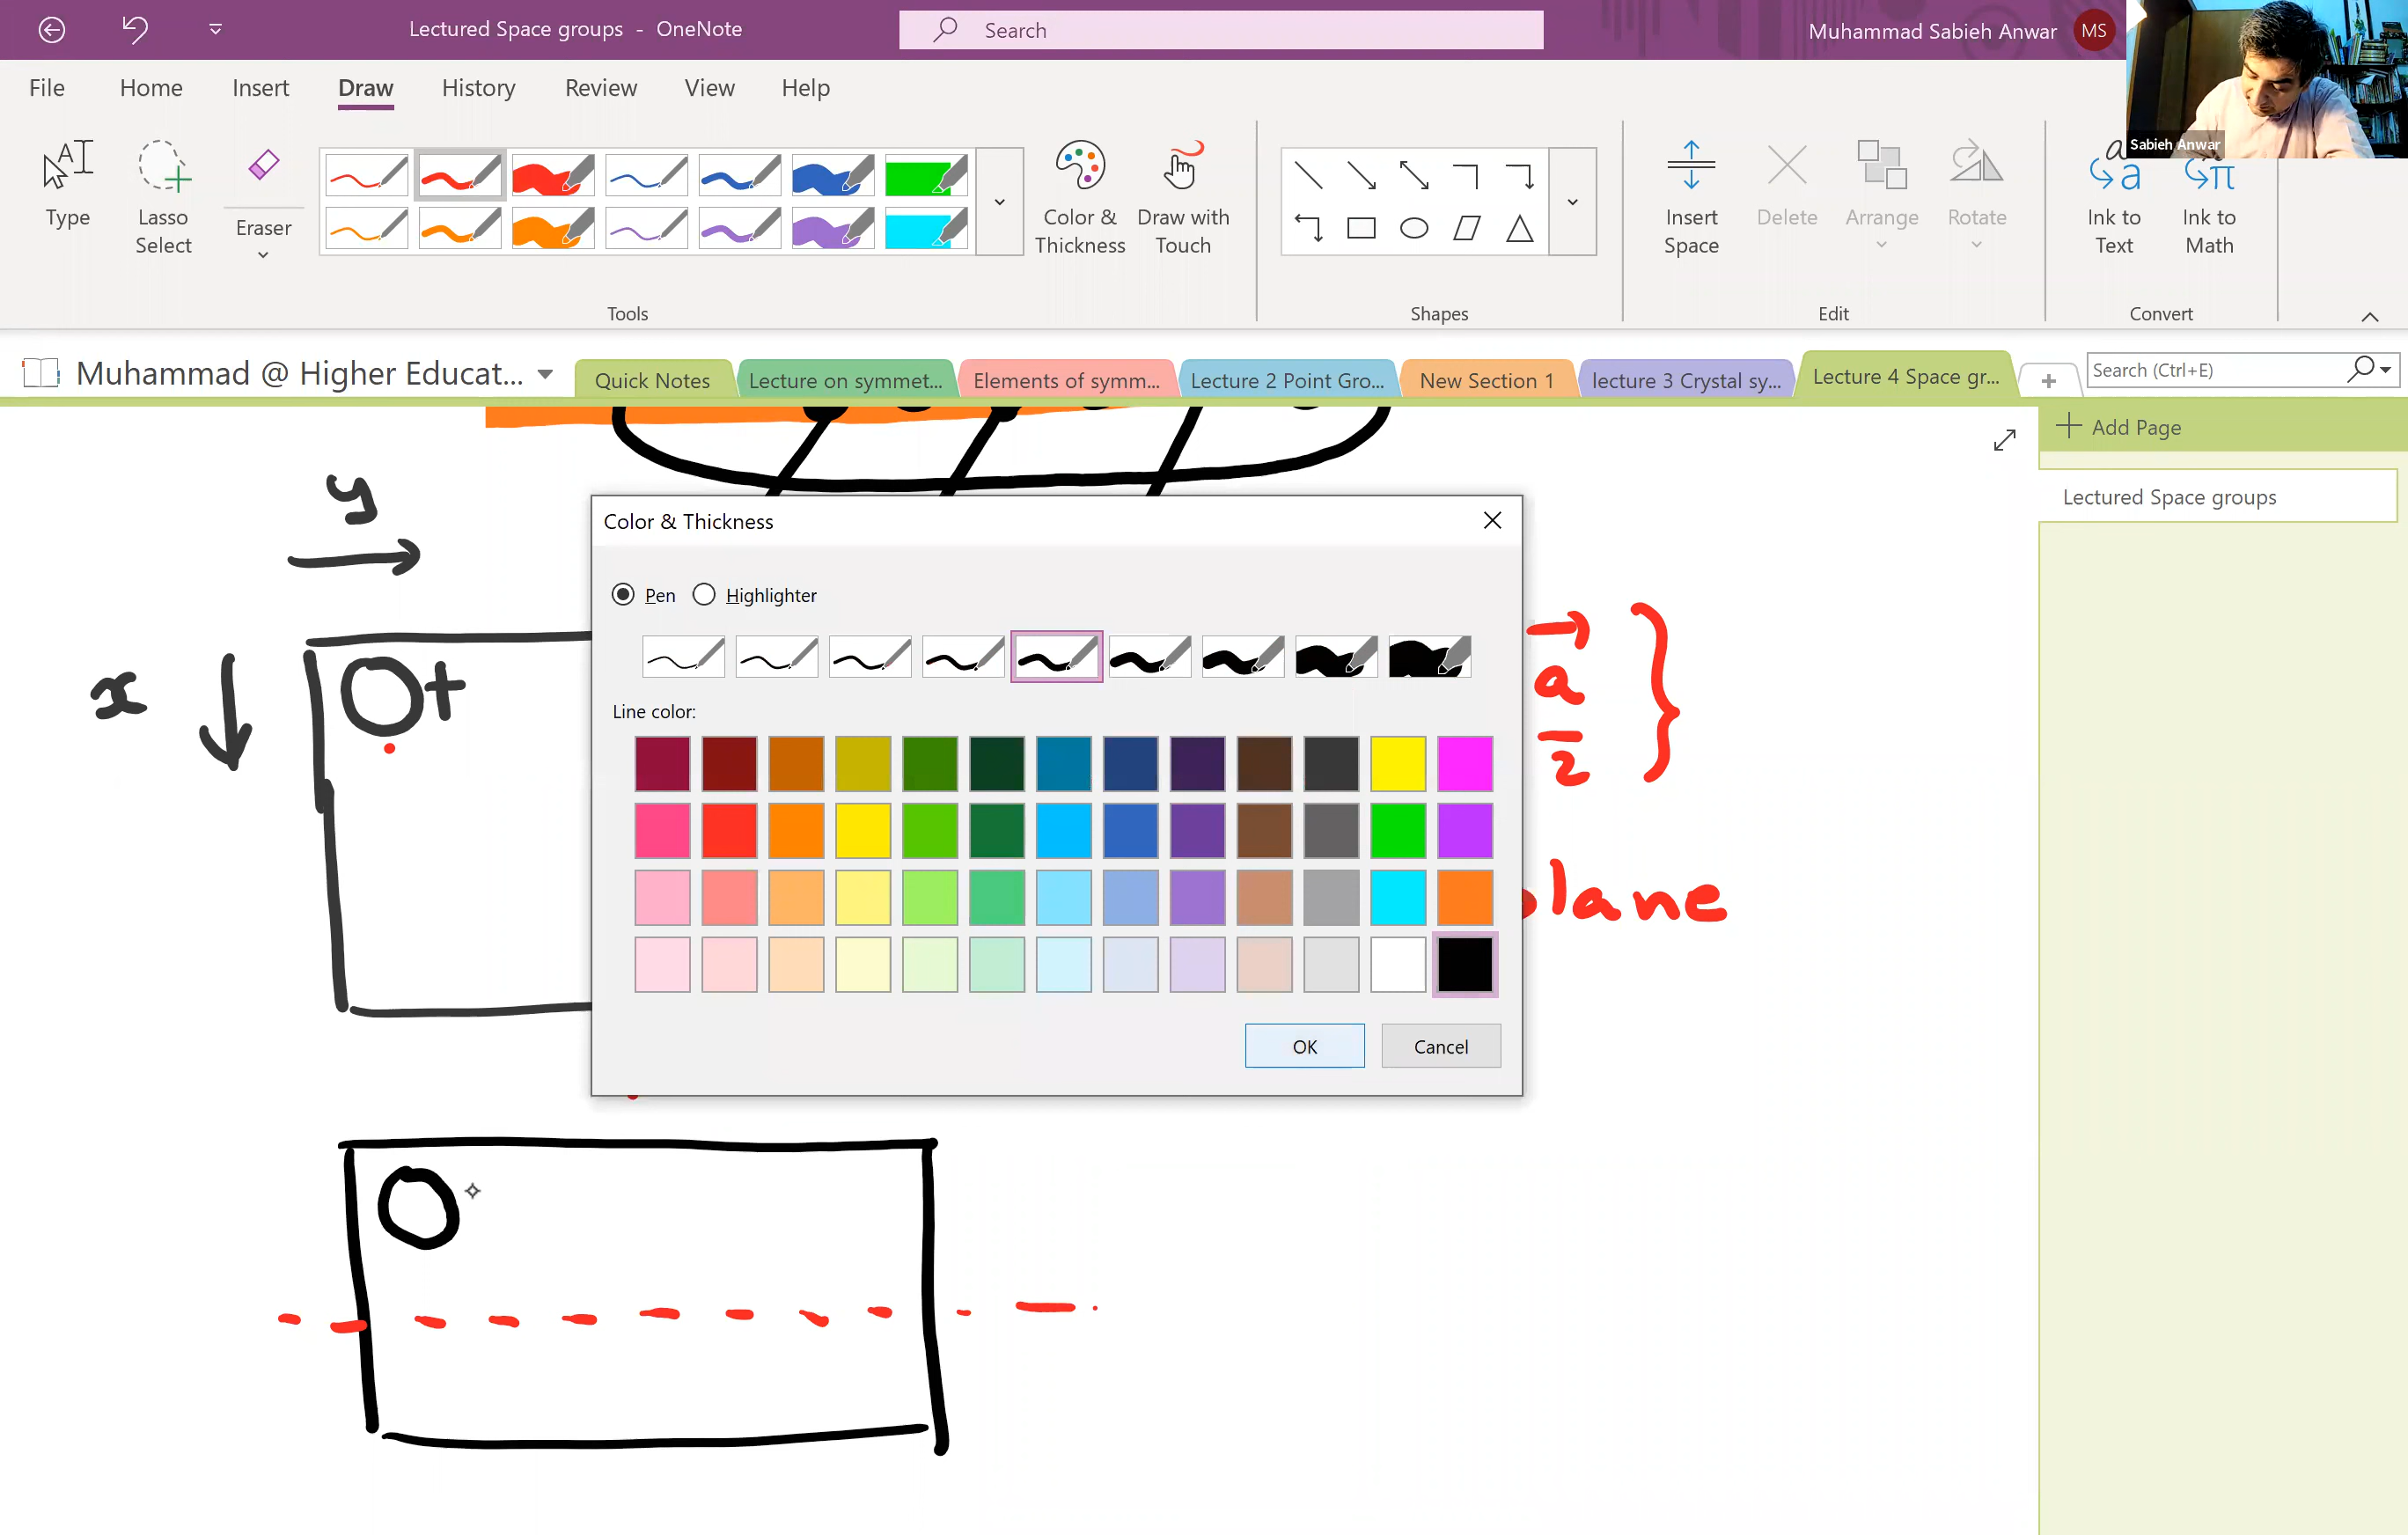 Lectured Space groups - OneNote
Search
Muhammad Sabieh Anwar
MS
File Home Insert Draw History Review View Help
Sabieh Anwar
Type
Lasso Select
Eraser
Color & Thickness
Draw with Touch
Insert Space
Delete
Arrange
Rotate
Ink to Text
Ink to Math
Tools
Shapes
Edit
Convert
Muhammad @ Higher Educat...
Quick Notes
Lecture on symmet...
Elements of symm...
Lecture 2 Point Gro...
New Section 1
lecture 3 Crystal sy...
Lecture 4 Space gr...
Search (Ctrl+E)
Add Page
Lectured Space groups
y
x
+
Color & Thickness
Pen
Highlighter
Line color:
OK
Cancel
a
2
plane